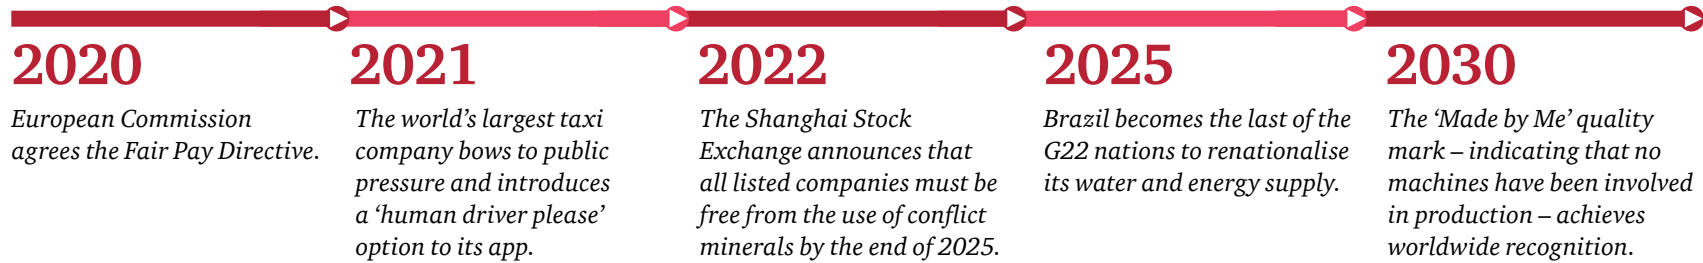 2020
European Commission
agrees the Fair Pay Directive.
2021
The world’s largest taxi
company bows to public
pressure and introduces
a ‘human driver please’
option to its app.
2022
The Shanghai Stock
Exchange announces that
all listed companies must be
free from the use of conflict
minerals by the end of 2025.
2025
Brazil becomes the last of the
G22 nations to renationalise
its water and energy supply.
2030
The ‘Made by Me’ quality
mark – indicating that no
machines have been involved
in production – achieves
worldwide recognition.